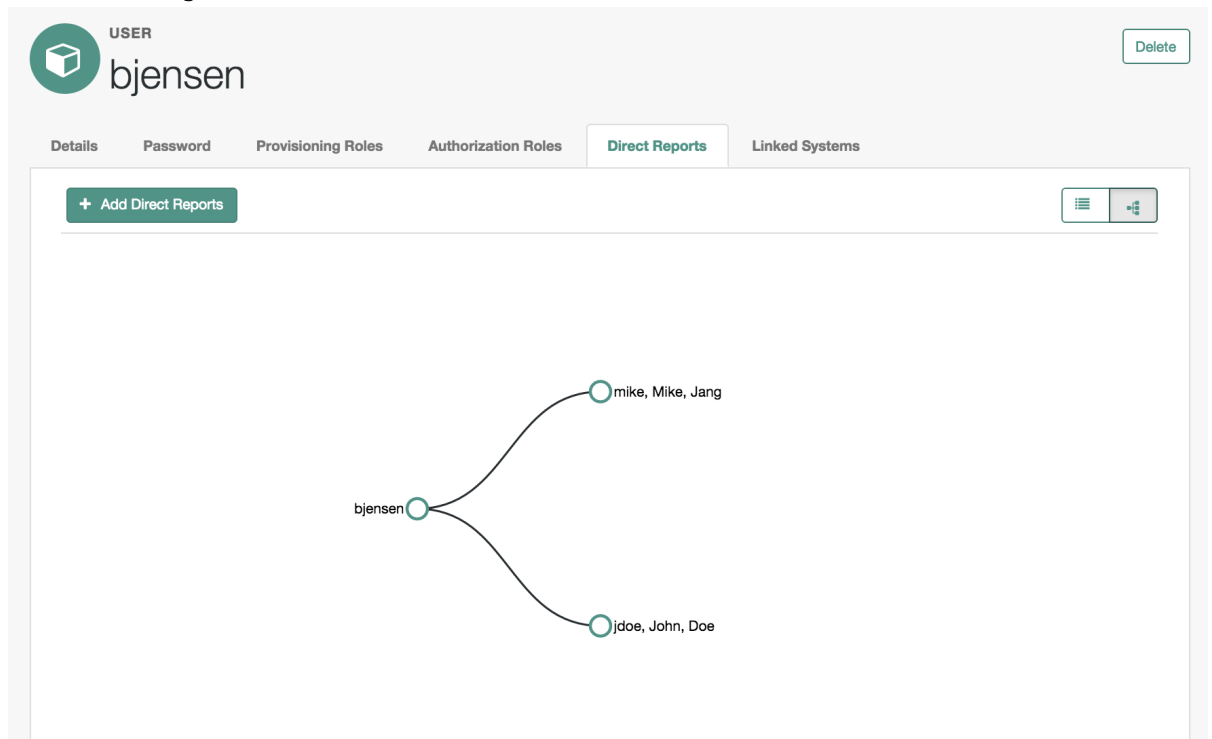 USER
bjensen
Delete
Details Password Provisioning Roles Authorization Roles Direct Reports Linked Systems
+ Add Direct Reports
mike, Mike, Jang
bjensen
jdoe, John, Doe